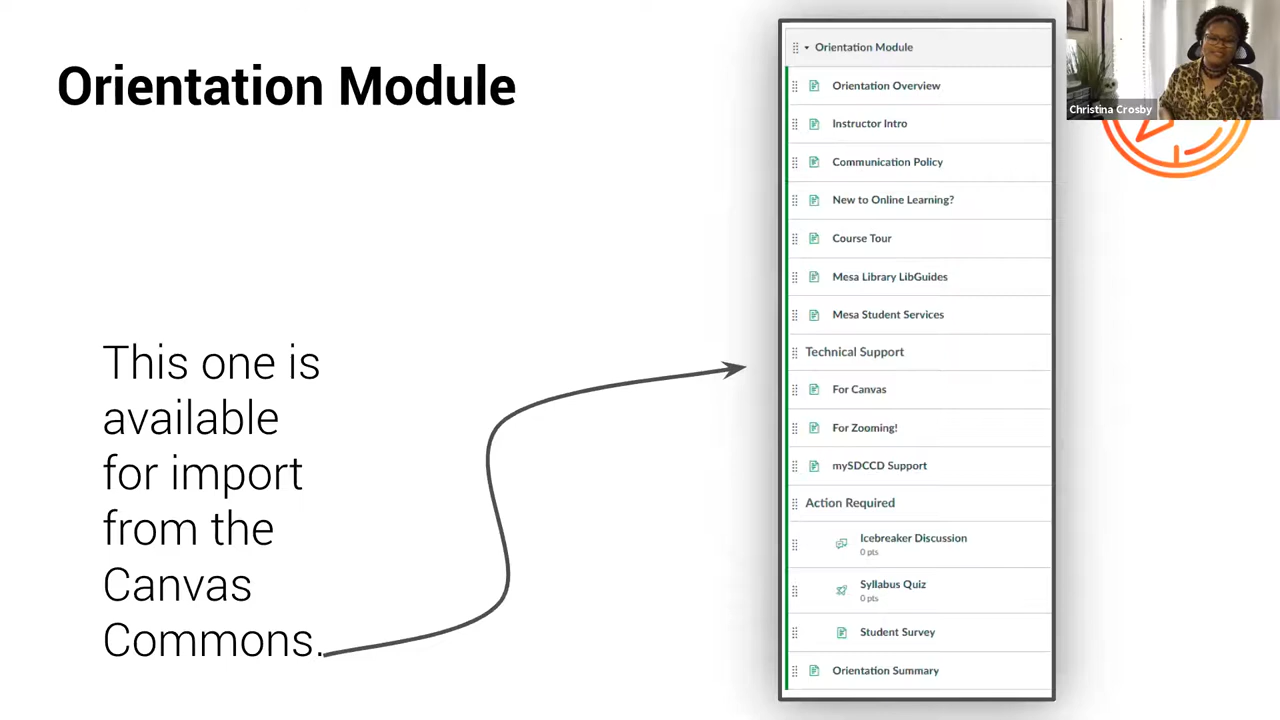 Orientation Module
This one is
available
for import
from the
Canvas
Commons.
Orientation Module
Orientation Overview
Instructor Intro
Communication Policy
New to Online Learning?
Course Tour
Mesa Library LibGuides
Mesa Student Services
Technical Support
For Canvas
For Zooming!
mySDCCD Support
Action Required
Icebreaker Discussion
0 pts
Syllabus Quiz
0 pts
Student Survey
Orientation Summary
Christina Crosby